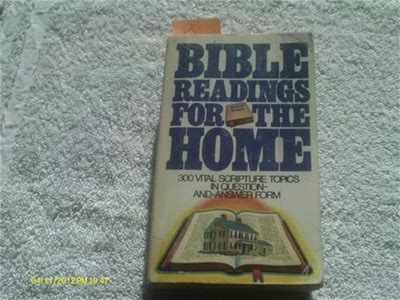 BIBLE
READINGS
FOR THE
HOME
300 VITAL SCRIPTURE TOPICS
IN QUESTION-
AND-ANSWER FORM
04/11/2012 PM 10:47